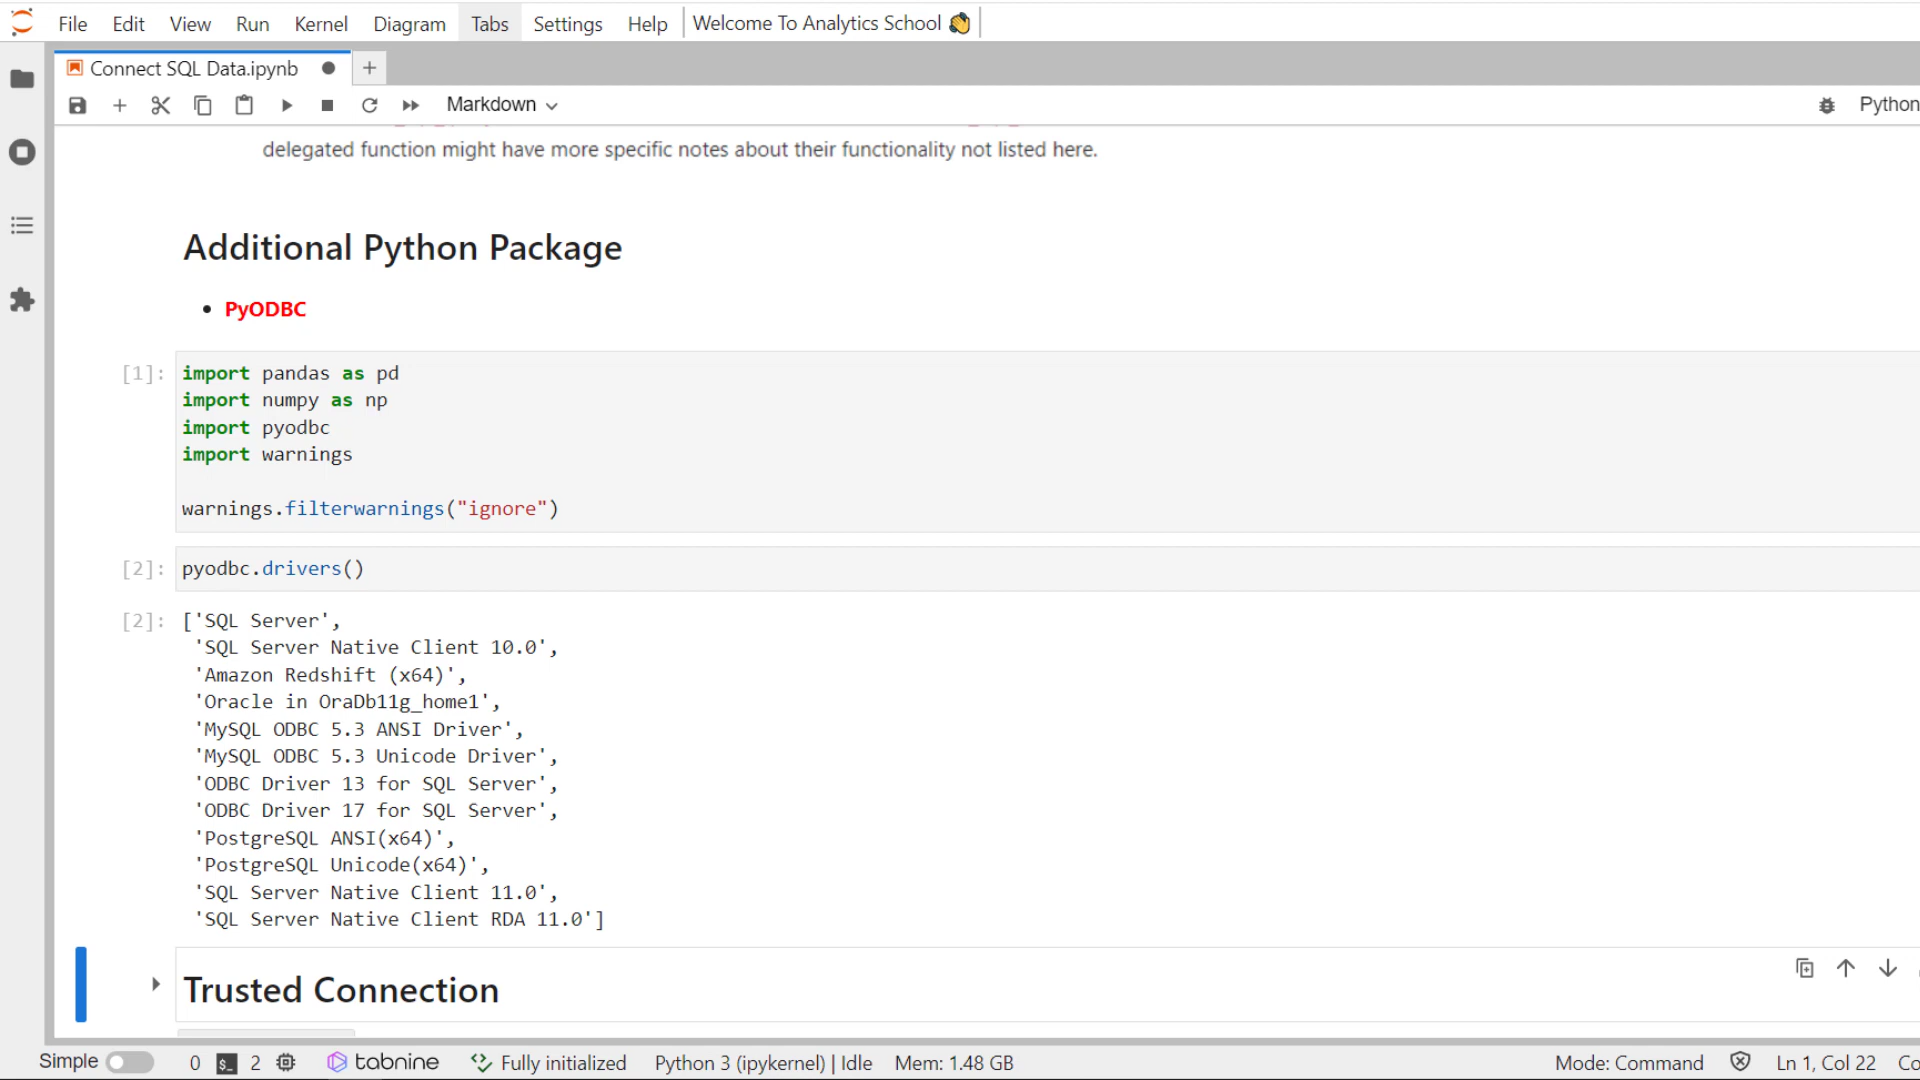 File Edit View Run Kernel Diagram Tabs Settings Help Welcome To Analytics School
Connect SQL Data.ipynb
Markdown
Python
delegated function might have more specific notes about their functionality not listed here.
Additional Python Package
• PyODBC
[1]: import pandas as pd
import numpy as np
import pyodbc
import warnings
warnings.filterwarnings("ignore")
[2]: pyodbc.drivers()
[2]: ['SQL Server',
'SQL Server Native Client 10.0',
'Amazon Redshift (x64)',
'Oracle in OraDb11g_home1',
'MySQL ODBC 5.3 ANSI Driver',
'MySQL ODBC 5.3 Unicode Driver',
'ODBC Driver 13 for SQL Server',
'ODBC Driver 17 for SQL Server',
'PostgreSQL ANSI(x64)',
'PostgreSQL Unicode(x64)',
'SQL Server Native Client 11.0',
'SQL Server Native Client RDA 11.0']
Trusted Connection
Simple 0 2 tabnine Fully initialized Python 3 (ipykernel) | Idle Mem: 1.48 GB Mode: Command Ln 1, Col 22 Co